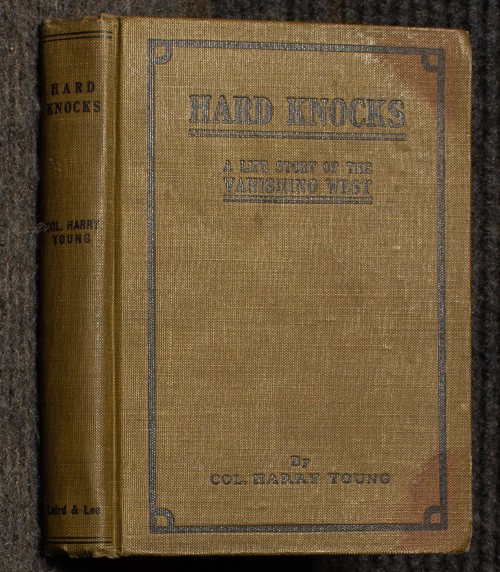 HARD
KNOCKS
COL. HARRY
YOUNG
Laird & Lee
HARD KNOCKS
A LIFE STORY OF THE
VANISHING WEST
By
COL. HARRY YOUNG